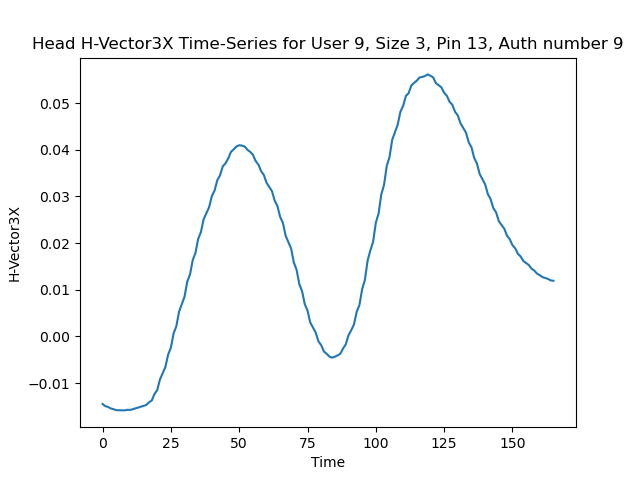 Head H-Vector3X Time-Series for User 9, Size 3, Pin 13, Auth number 9
H-Vector3X
0.05
0.04
0.03
0.02
0.01
0.00
−0.01
0 25 50 75 100 125 150
Time